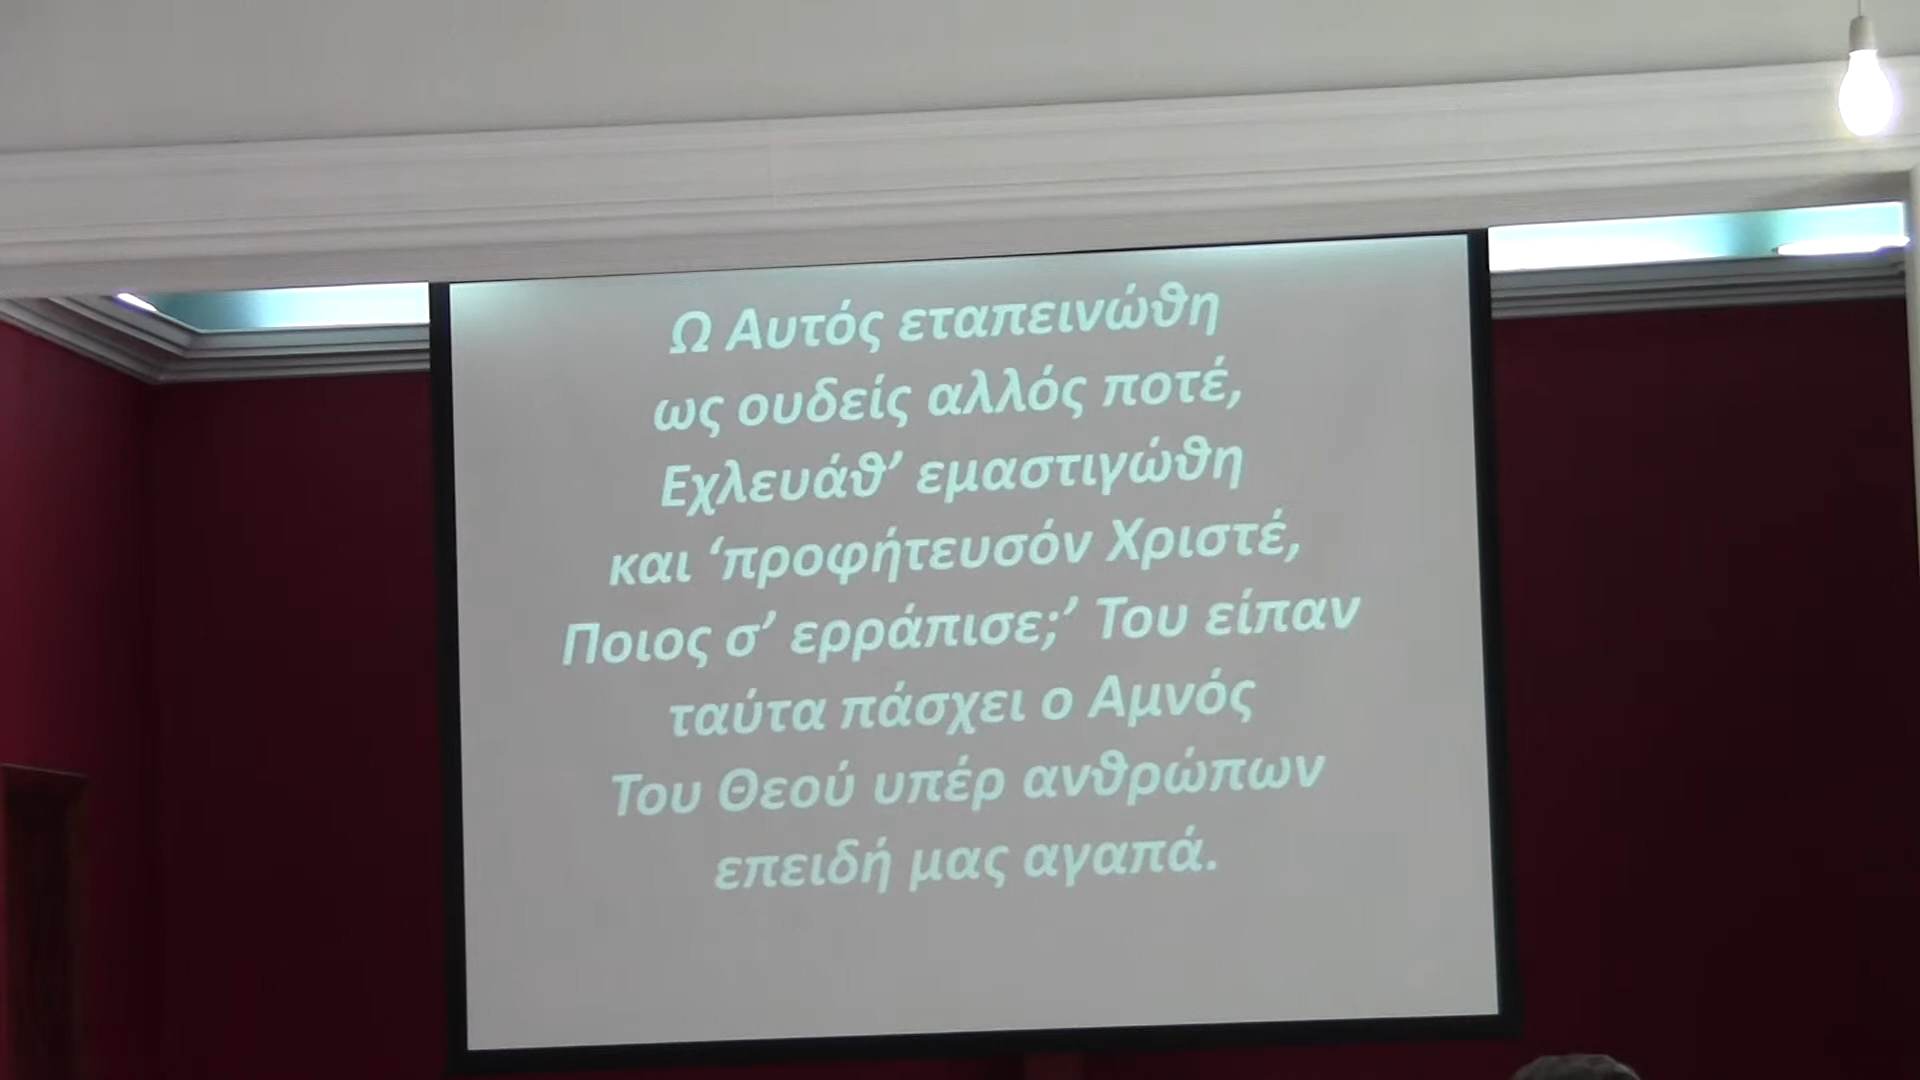 Ω Αυτός εταπεινώθη
ως ουδείς αλλός ποτέ,
Εχλευάθ’ εμαστιγώθη
και ‘προφήτευσόν Χριστέ,
Ποιος σ’ ερράπισε;’ Του είπαν
ταύτα πάσχει ο Αμνός
Του Θεού υπέρ ανθρώπων
επειδή μας αγαπά.